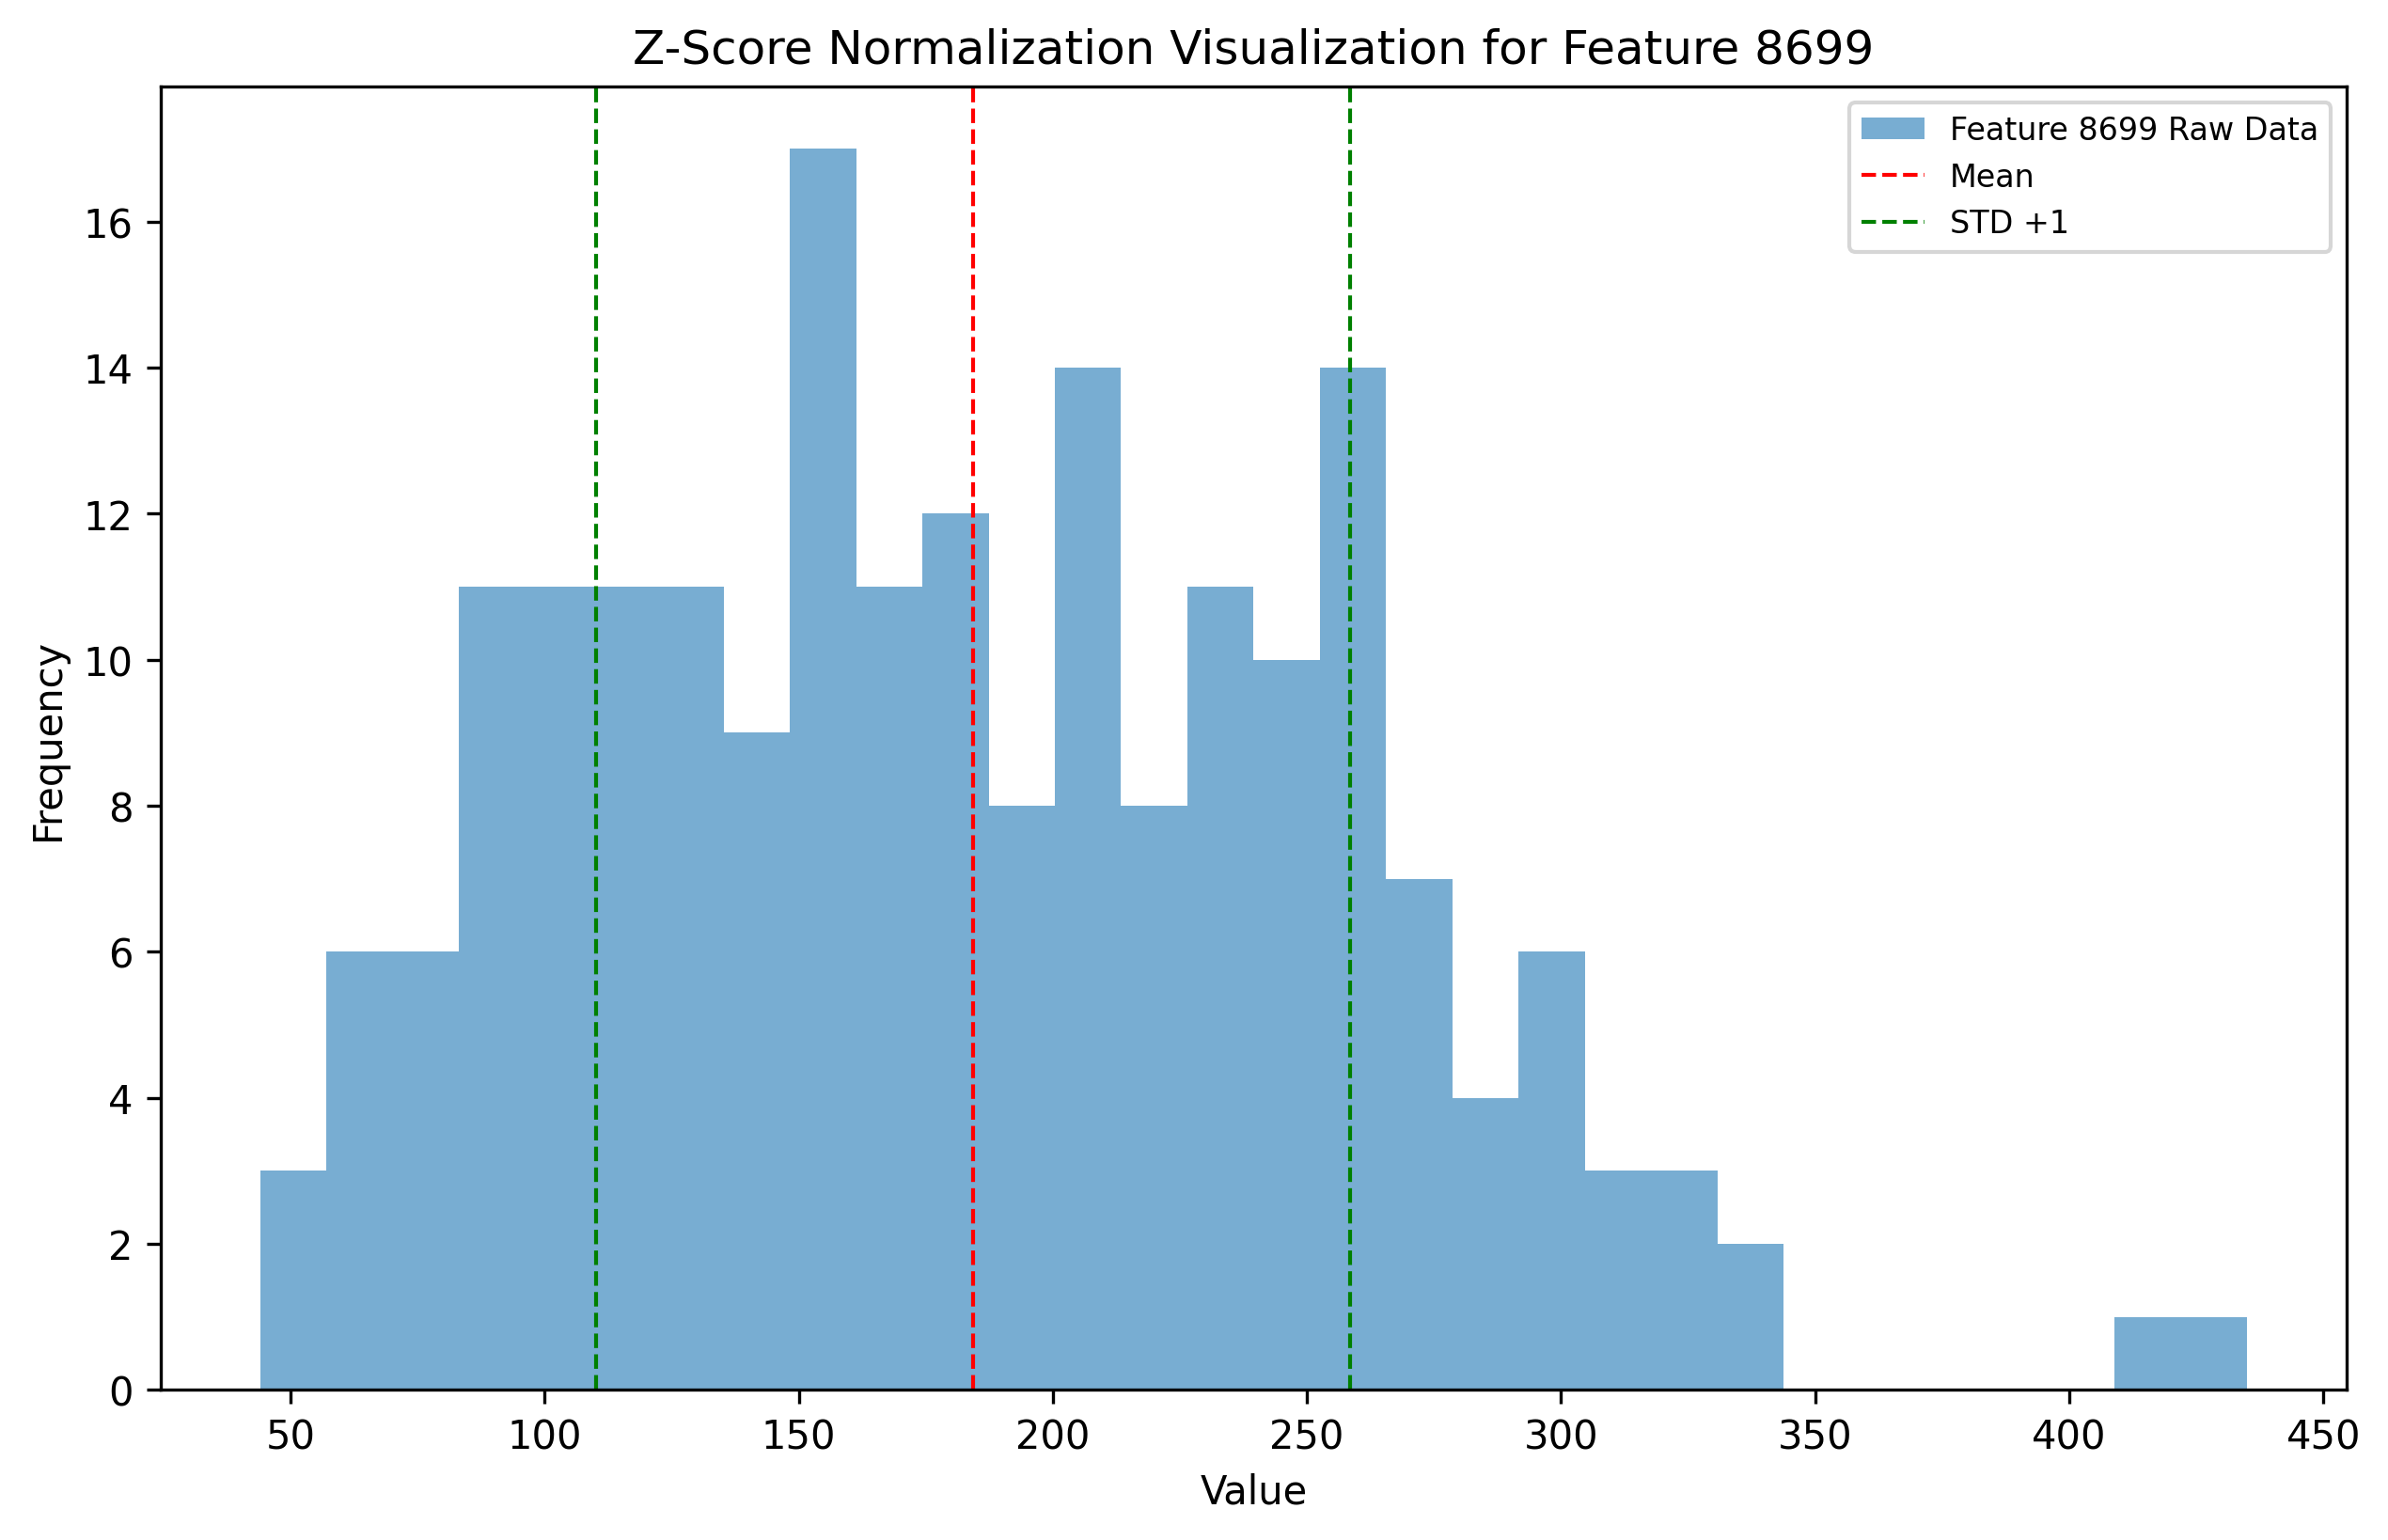 Z-Score Normalization Visualization for Feature 8699
Feature 8699 Raw Data
Mean
STD +1
Frequency
16
14
12
10
8
6
4
2
0
50 100 150 200 250 300 350 400 450
Value